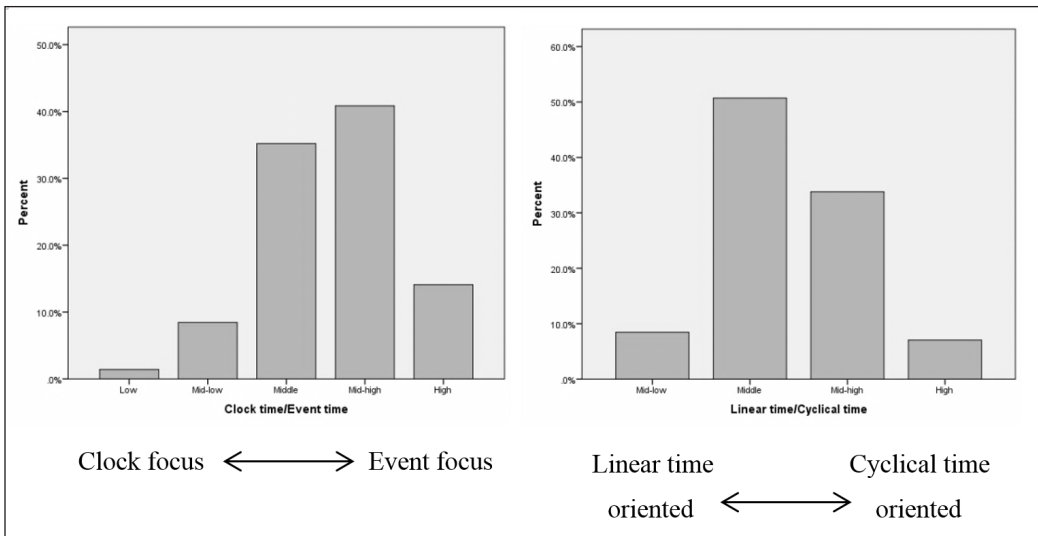 50.0%
40.0%
30.0%
20.0%
10.0%
.0%
Percent
Low Mid-low Middle Mid-high High
Clock time/Event time
Clock focus Event focus
60.0%
50.0%
40.0%
30.0%
20.0%
10.0%
.0%
Percent
Mid-low Middle Mid-high High
Linear time/Cyclical time
Linear time Cyclical time
oriented oriented